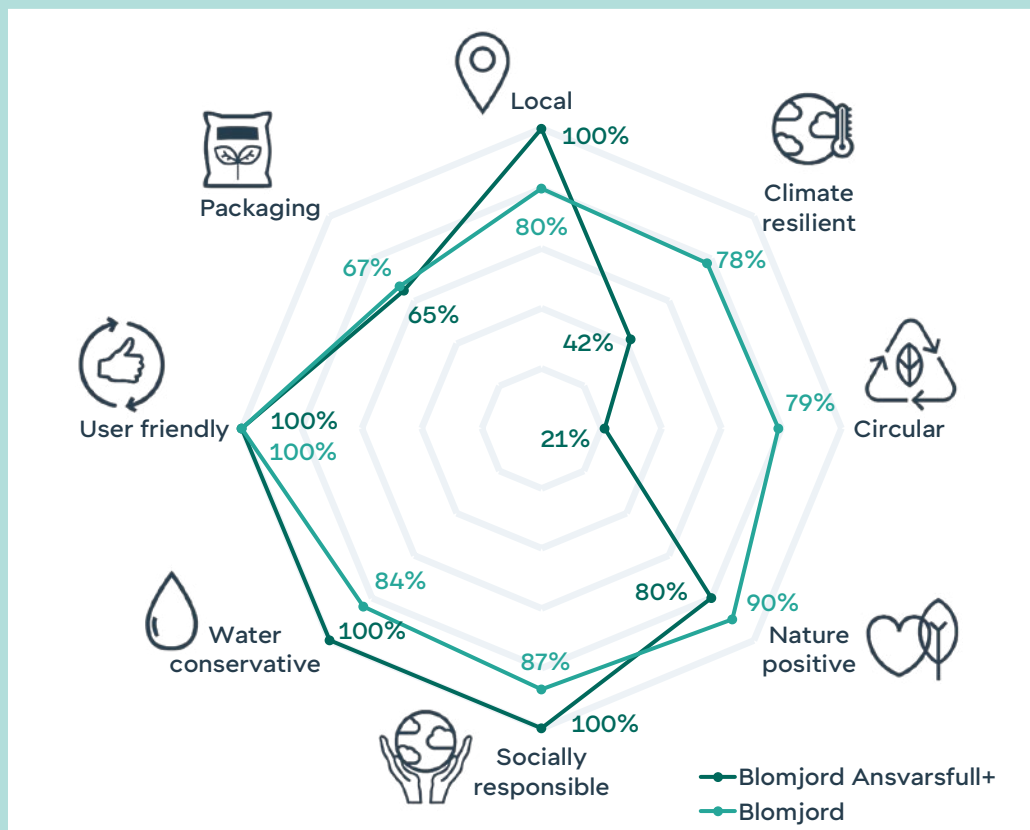 Local
100%
Climate
resilient
Packaging
80%
78%
67%
65%
42%
79%
Circular
21%
User friendly
100%
100%
84%
80%
90%
100%
Water
conservative
Nature
positive
87%
100%
Socially
responsible
Blomjord Ansvarsfull+
Blomjord